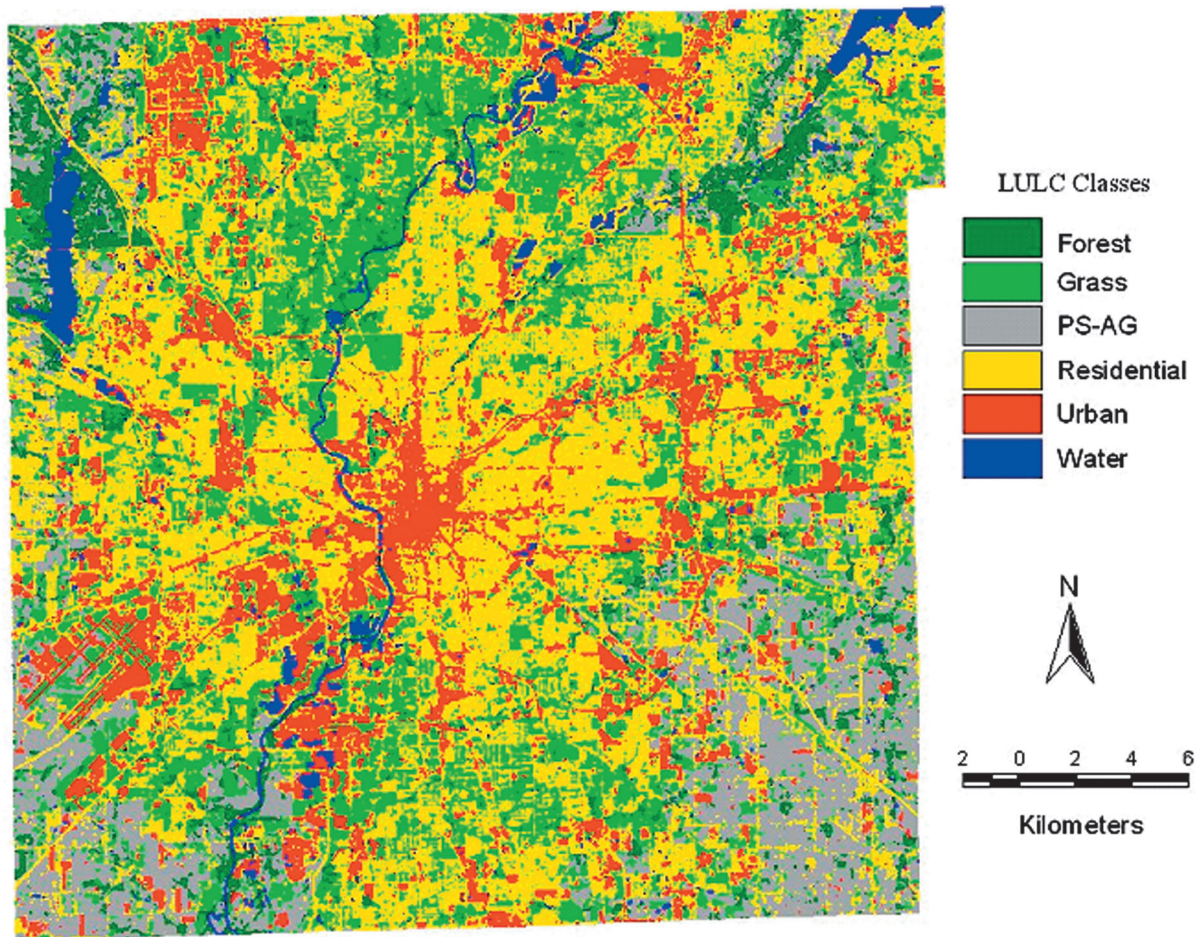 LULC Classes
Forest
Grass
PS-AG
Residential
Urban
Water
N
2 0 2 4 6
Kilometers